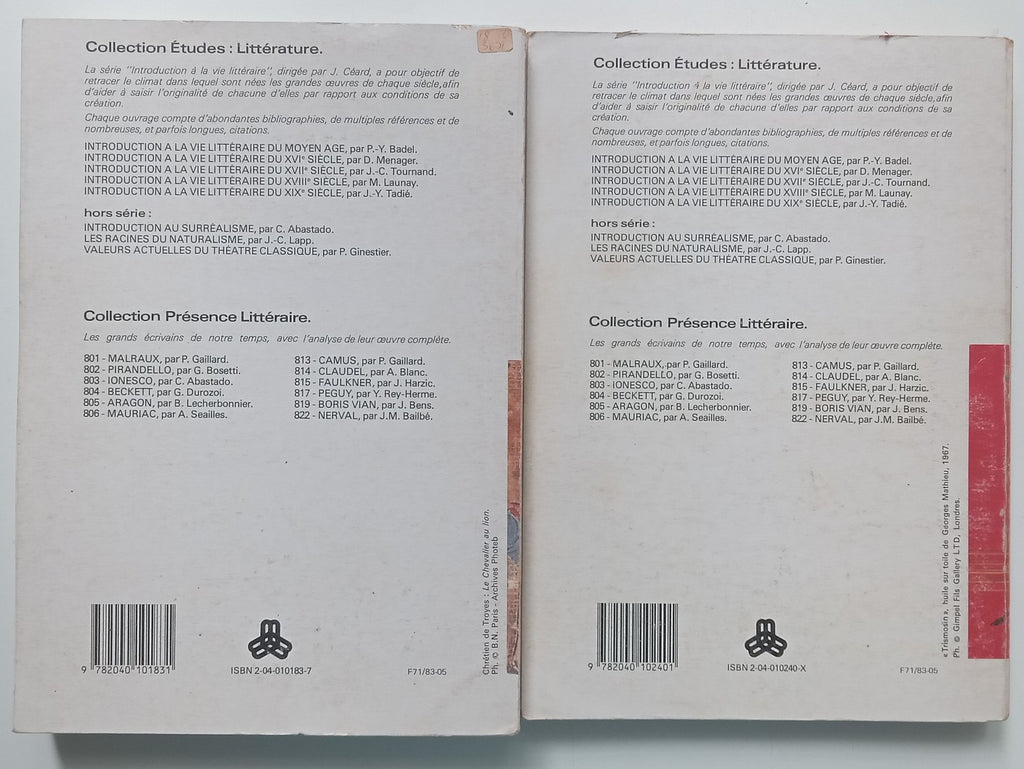 Collection Études : Littérature.
La série "Introduction à la vie littéraire", dirigée par J. Céard, a pour objectif de
retracer le climat dans lequel sont nées les grandes œuvres de chaque siècle,afin
d'aider à saisir l'originalité de chacune d'elles par rapport aux conditions de sa
création.
Chaque ouvrage compte d'abondantes bibliographies, de multiples références et de
nombreuses, et parfois longues, citations.
INTRODUCTION A LA VIE LITTÉRAIRE DU MOYEN AGE, par P.-Y. Badel.
INTRODUCTION A LA VIE LITTÉRAIRE DU XVIe SIÈCLE, par D. Menager.
INTRODUCTION A LA VIE LITTÉRAIRE DU XVIIe SIÈCLE, par J.-C. Tournand.
INTRODUCTION A LA VIE LITTÉRAIRE DU XVIIIe SIÈCLE, par M. Launay.
INTRODUCTION A LA VIE LITTÉRAIRE DU XIXe SIÈCLE, par J.-Y. Tadié.
hors série :
INTRODUCTION AU SURRÉALISME, par C. Abastado.
LES RACINES DU NATURALISME, par J.-C. Lapp.
VALEURS ACTUELLES DU THÉATRE CLASSIQUE, par P. Ginestier.
Collection Présence Littéraire.
Les grands écrivains de notre temps, avec l'analyse de leur œuvre complète.
801 - MALRAUX, par P. Gaillard.
802 - PIRANDELLO, par G. Bosetti.
803 - IONESCO, par C. Abastado.
804 - BECKETT, par G. Durozoi.
805 - ARAGON, par B. Lecherbonnier.
806 - MAURIAC, par A. Seailles.
813 - CAMUS, par P. Gaillard.
814 - CLAUDEL, par A. Blanc.
815 - FAULKNER, par J. Harzic.
817 - PEGUY, par Y. Rey-Herme.
819 - BORIS VIAN, par J. Bens.
822 - NERVAL, par J.M. Bailbé.
Chrétien de Troyes : Le Chevalier au lion.
Ph. © B.N. Paris - Archives Photeb
9 782040 101831
ISBN 2-04-010183-7
F71/83-05
Collection Études : Littérature.
La série "Introduction à la vie littéraire", dirigée par J. Céard, a pour objectif de
retracer le climat dans lequel sont nées les grandes œuvres de chaque siècle,afin
d'aider à saisir l'originalité de chacune d'elles par rapport aux conditions de sa
création.
Chaque ouvrage compte d'abondantes bibliographies, de multiples références et de
nombreuses, et parfois longues, citations.
INTRODUCTION A LA VIE LITTÉRAIRE DU MOYEN AGE, par P.-Y. Badel.
INTRODUCTION A LA VIE LITTÉRAIRE DU XVIe SIÈCLE, par D. Menager.
INTRODUCTION A LA VIE LITTÉRAIRE DU XVIIe SIÈCLE, par J.-C. Tournand.
INTRODUCTION A LA VIE LITTÉRAIRE DU XVIIIe SIÈCLE, par M. Launay.
INTRODUCTION A LA VIE LITTÉRAIRE DU XIXe SIÈCLE, par J.-Y. Tadié.
hors série :
INTRODUCTION AU SURRÉALISME, par C. Abastado.
LES RACINES DU NATURALISME, par J.-C. Lapp.
VALEURS ACTUELLES DU THÉATRE CLASSIQUE, par P. Ginestier.
Collection Présence Littéraire.
Les grands écrivains de notre temps, avec l'analyse de leur œuvre complète.
801 - MALRAUX, par P. Gaillard.
802 - PIRANDELLO, par G. Bosetti.
803 - IONESCO, par C. Abastado.
804 - BECKETT, par G. Durozoi.
805 - ARAGON, par B. Lecherbonnier.
806 - MAURIAC, par A. Seailles.
813 - CAMUS, par P. Gaillard.
814 - CLAUDEL, par A. Blanc.
815 - FAULKNER, par J. Harzic.
817 - PEGUY, par Y. Rey-Herme.
819 - BORIS VIAN, par J. Bens.
822 - NERVAL, par J.M. Bailbé.
« Trismosin », huile sur toile de Georges Mathieu, 1967.
Ph. © Gimpel Fils Gallery LTD, Londres.
9 782040 102401
ISBN 2-04-010240-X
F71/83-05